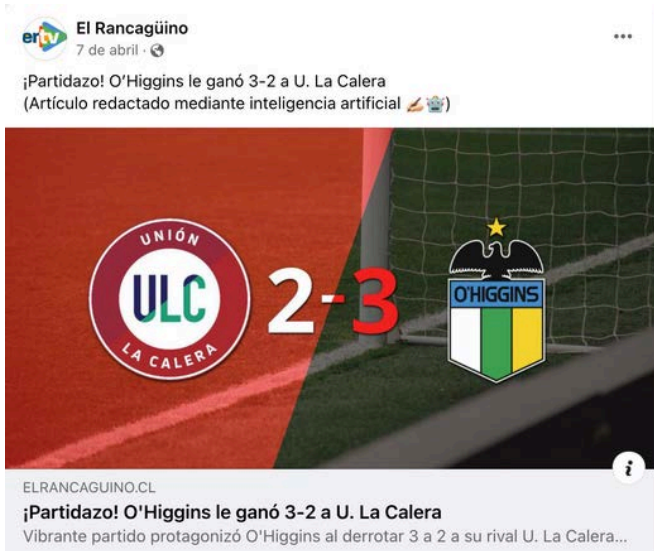 ertv
El Rancagüino
7 de abril ·
¡Partidazo! O'Higgins le ganó 3-2 a U. La Calera
(Artículo redactado mediante inteligencia artificial ✍🏻🤖)
UNIÓN
ULC
LA CALERA
2-3
O'HIGGINS
i
ELRANCAGUINO.CL
¡Partidazo! O'Higgins le ganó 3-2 a U. La Calera
Vibrante partido protagonizó O'Higgins al derrotar 3 a 2 a su rival U. La Calera...